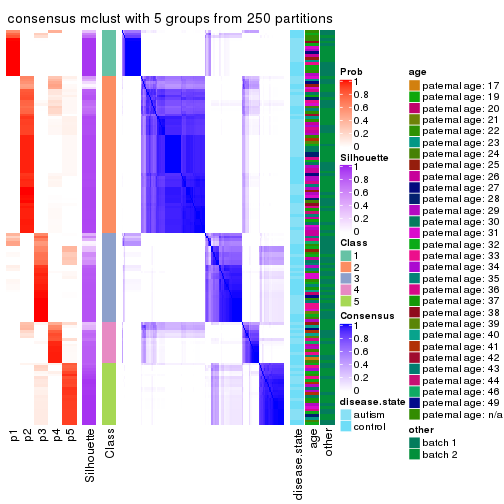 consensus mclust with 5 groups from 250 partitions
p1
p2
p3
p4
p5
Silhouette
Class
disease.state
age
other
Prob
1
0.8
0.6
0.4
0.2
0
Silhouette
1
0.8
0.6
0.4
0.2
0
Class
1
2
3
4
5
Consensus
1
0.8
0.6
0.4
0.2
0
disease.state
autism
control
age
paternal age: 17
paternal age: 19
paternal age: 20
paternal age: 21
paternal age: 22
paternal age: 23
paternal age: 24
paternal age: 25
paternal age: 26
paternal age: 27
paternal age: 28
paternal age: 29
paternal age: 30
paternal age: 31
paternal age: 32
paternal age: 33
paternal age: 34
paternal age: 35
paternal age: 36
paternal age: 37
paternal age: 38
paternal age: 39
paternal age: 40
paternal age: 41
paternal age: 42
paternal age: 43
paternal age: 44
paternal age: 46
paternal age: 49
paternal age: n/a
other
batch 1
batch 2